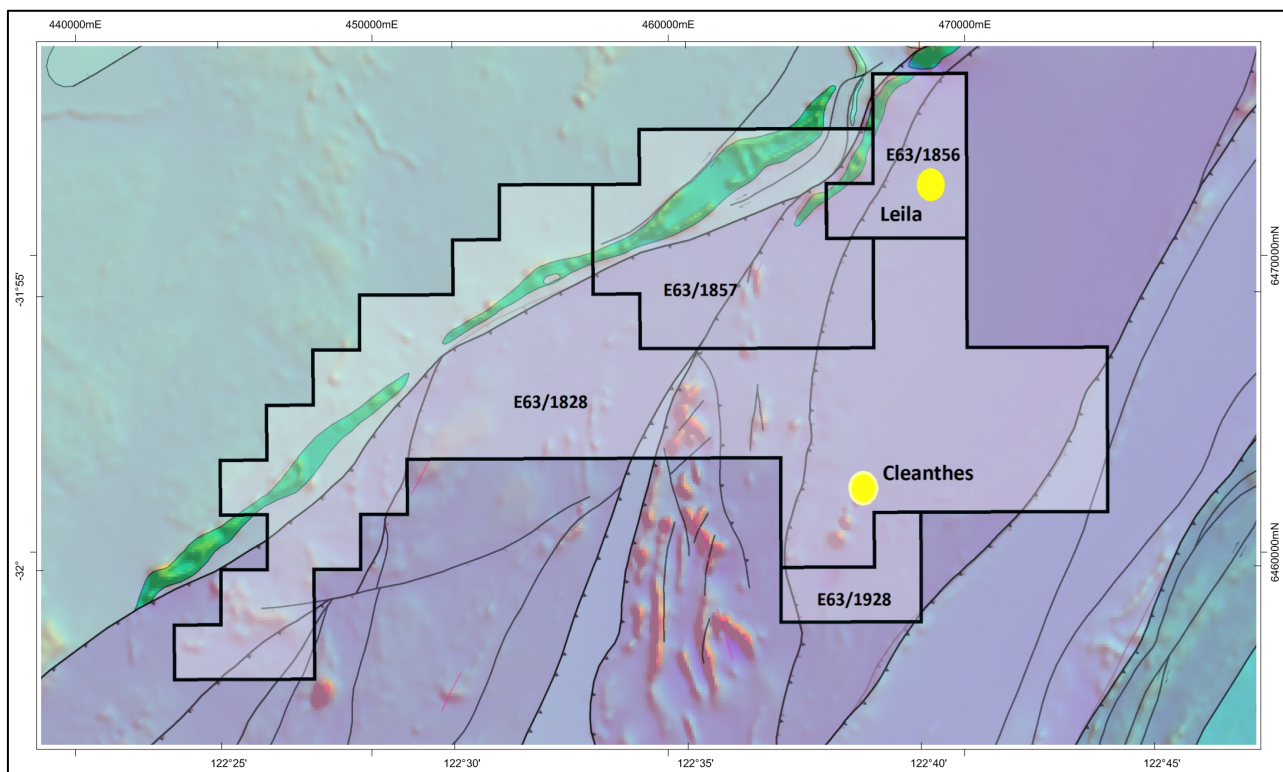 440000mE
450000mE
460000mE
470000mE
E63/1856
Leila
-31°55'
6470000mN
E63/1857
E63/1828
Cleanthes
-32°
6460000mN
E63/1928
122°25'
122°30'
122°35'
122°40'
122°45'